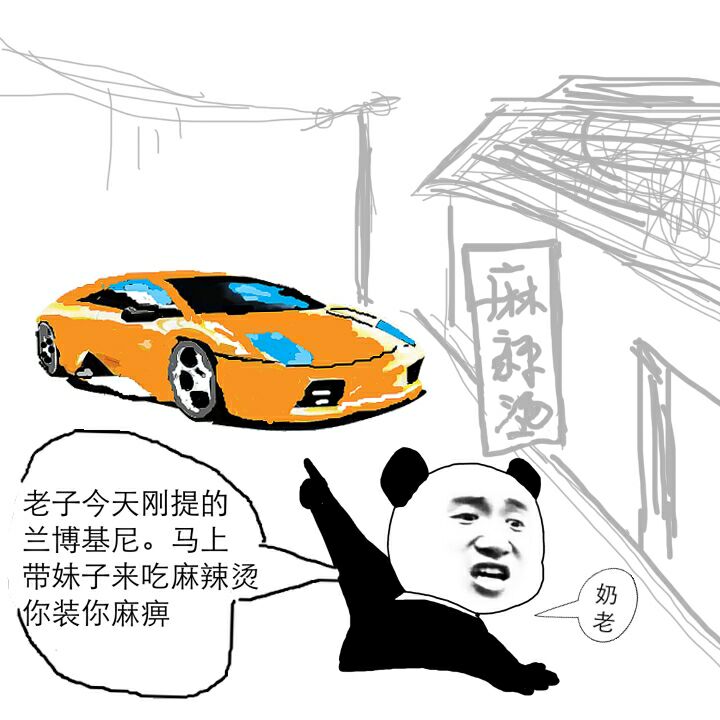 麻辣烫
老子今天刚提的
兰博基尼。马上
带妹子来吃麻辣烫
你装你麻痹
奶
老